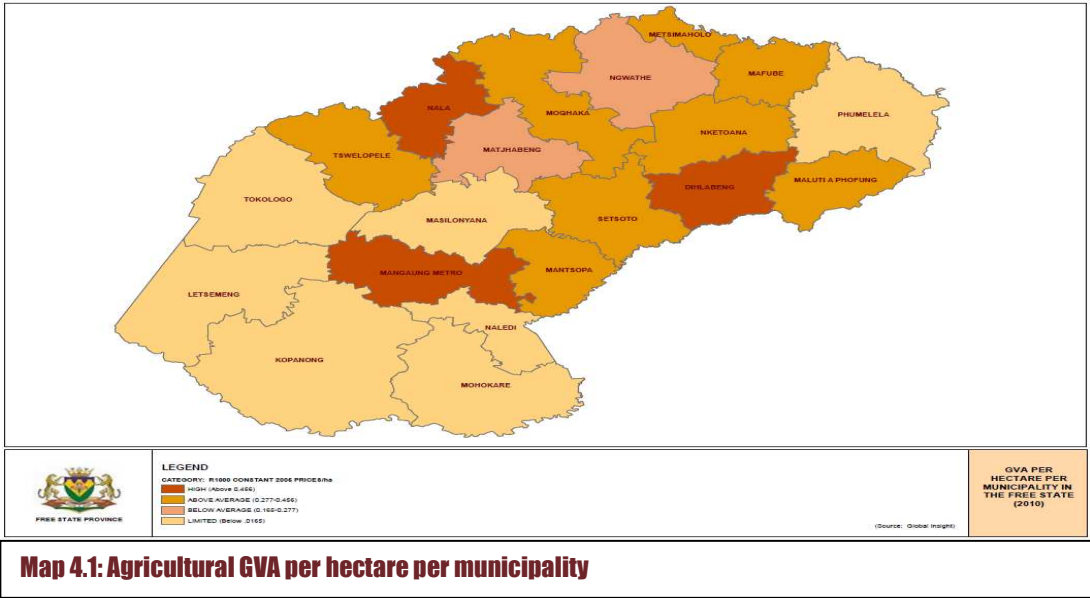 METSIMAHOLO
NGWATHE
MAFUBE
NALA
MOQHAKA
PHUMELELA
NKETOANA
MATJHABENG
TSWELOPELE
DIHLABENG
MALUTI A PHOFUNG
TOKOLOGO
MASILONYANA
SETSOTO
MANGAUNG METRO
MANTSOPA
LETSEMENG
NALEDI
KOPANONG
MOHOKARE
FREE STATE PROVINCE
LEGEND
CATEGORY: R1000 CONSTANT 2005 PRICES/ha
HIGH (Above 0.456)
ABOVE AVERAGE (0.277-0.456)
BELOW AVERAGE (0.165-0.277)
LIMITED (Below .0165)
(Source: Global Insight)
GVA PER
HECTARE PER
MUNICIPALITY IN
THE FREE STATE
(2010)
Map 4.1: Agricultural GVA per hectare per municipality